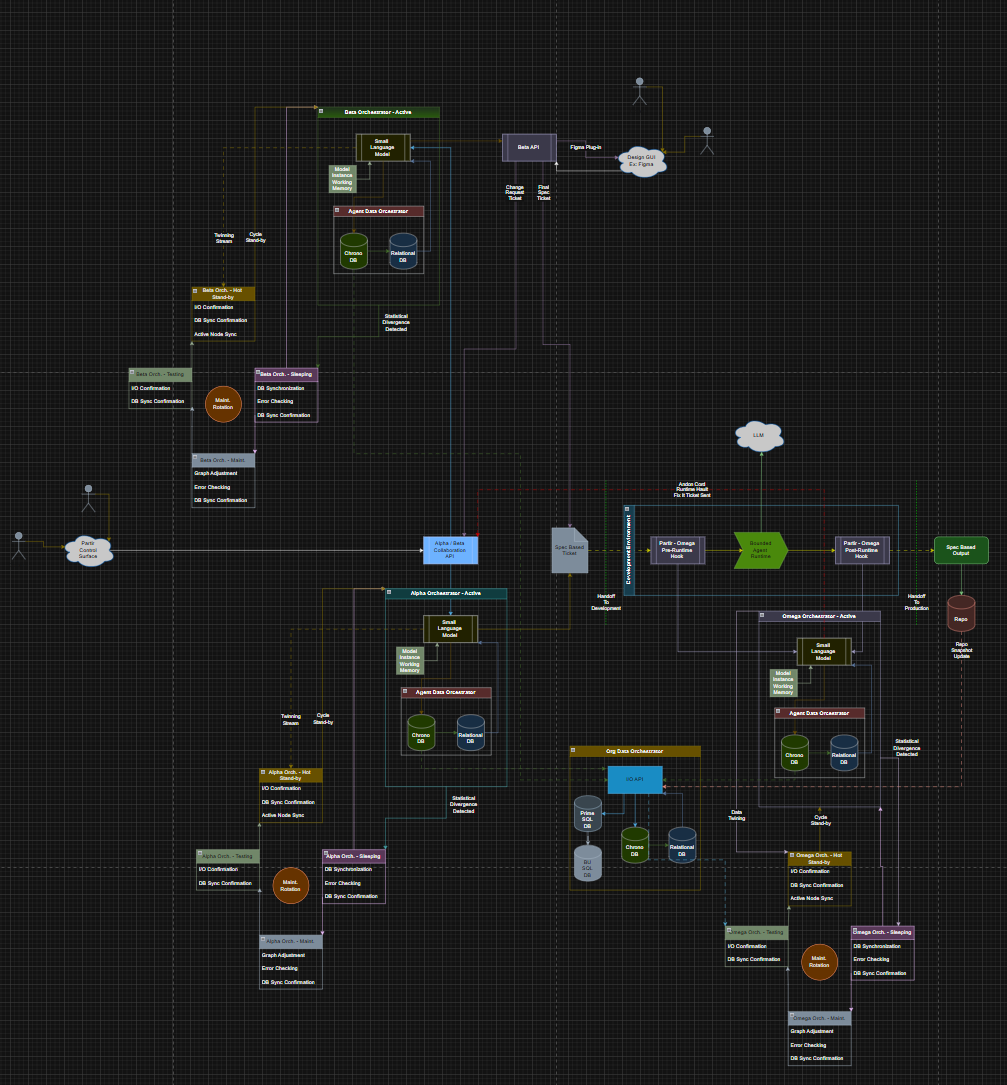 Beta Orchestrator - Active
Small
Language
Model
Beta API
Figma Plug-in
Design GUI
Ex: Figma
Model
Instance
Working
Memory
Change
Request
Ticket
Final
Spec
Ticket
Agent Data Orcestrator
Chrono
DB
Relational
DB
Twinning
Stream
Cycle
Stand-by
Beta Orch. - Hot
Stand-by
I/O Confirmation
DB Sync Confirmation
Active Node Sync
Statistical
Divergence
Detected
Beta Orch. - Testing
I/O Confirmation
DB Sync Confirmation
Maint.
Rotation
Beta Orch. - Sleeping
DB Synchronization
Error Checking
DB Sync Confirmation
Beta Orch. - Maint.
Graph Adjustment
Error Checking
DB Sync Confirmation
LLM
Andon Cord
Runtime Hault
Fix It Ticket Sent
Partir
Control
Surface
Alpha / Beta
Collaboration
API
Spec Based
Ticket
Development Environment
Partir - Omega
Pre-Runtime
Hook
Bounded
Agent
Runtime
Partir - Omega
Post-Runtime
Hook
Spec Based
Output
Handoff
To
Development
Handoff
To
Production
Repo
Repo
Snapshot
Update
Alpha Orchestrator - Active
Small
Language
Model
Model
Instance
Working
Memory
Agent Data Orcestrator
Chrono
DB
Relational
DB
Omega Orchestrator - Active
Small
Language
Model
Model
Instance
Working
Memory
Agent Data Orcestrator
Chrono
DB
Relational
DB
Statistical
Divergence
Detected
Twinning
Stream
Cycle
Stand-by
Alpha Orch. - Hot
Stand-by
I/O Confirmation
DB Sync Confirmation
Active Node Sync
Statistical
Divergence
Detected
Org Data Orcestrator
I/O API
Prime
SQL
DB
Chrono
DB
Relational
DB
BU
SQL
DB
Data
Twining
Cycle
Stand-by
Alpha Orch. - Testing
I/O Confirmation
DB Sync Confirmation
Maint.
Rotation
Alpha Orch. - Sleeping
DB Synchronization
Error Checking
DB Sync Confirmation
Alpha Orch. - Maint.
Graph Adjustment
Error Checking
DB Sync Confirmation
Omega Orch. - Hot
Stand-by
I/O Confirmation
DB Sync Confirmation
Active Node Sync
Omega Orch. - Testing
I/O Confirmation
DB Sync Confirmation
Maint.
Rotation
Omega Orch. - Sleeping
DB Synchronization
Error Checking
DB Sync Confirmation
Omega Orch. - Maint.
Graph Adjustment
Error Checking
DB Sync Confirmation